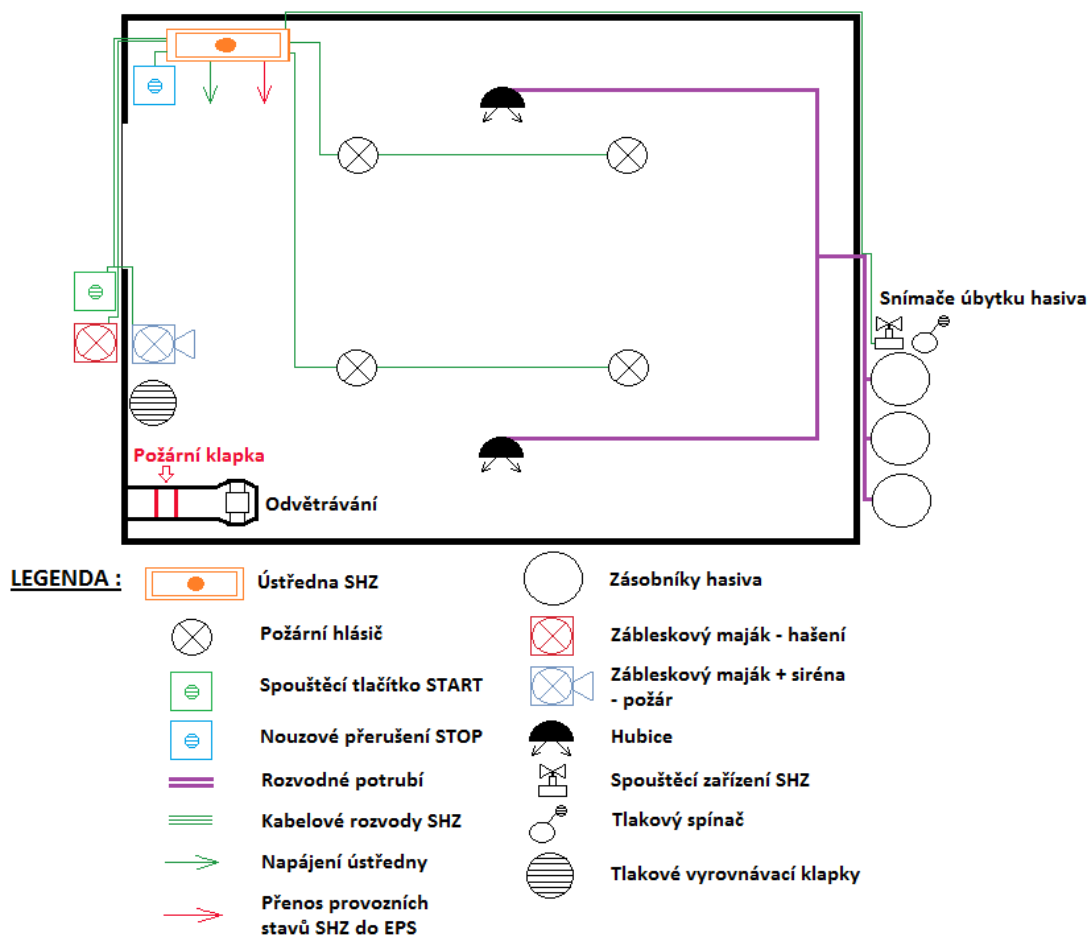 Snímače úbytku hasiva
Požární klapka
Odvětrávání
LEGENDA :
Ústředna SHZ
Požární hlásič
Spouštěcí tlačítko START
Nouzové přerušení STOP
Rozvodné potrubí
Kabelové rozvody SHZ
Napájení ústředny
Přenos provozních
stavů SHZ do EPS
Zásobníky hasiva
Zábleskový maják - hašení
Zábleskový maják + siréna
- požár
Hubice
Spouštěcí zařízení SHZ
Tlakový spínač
Tlakové vyrovnávací klapky